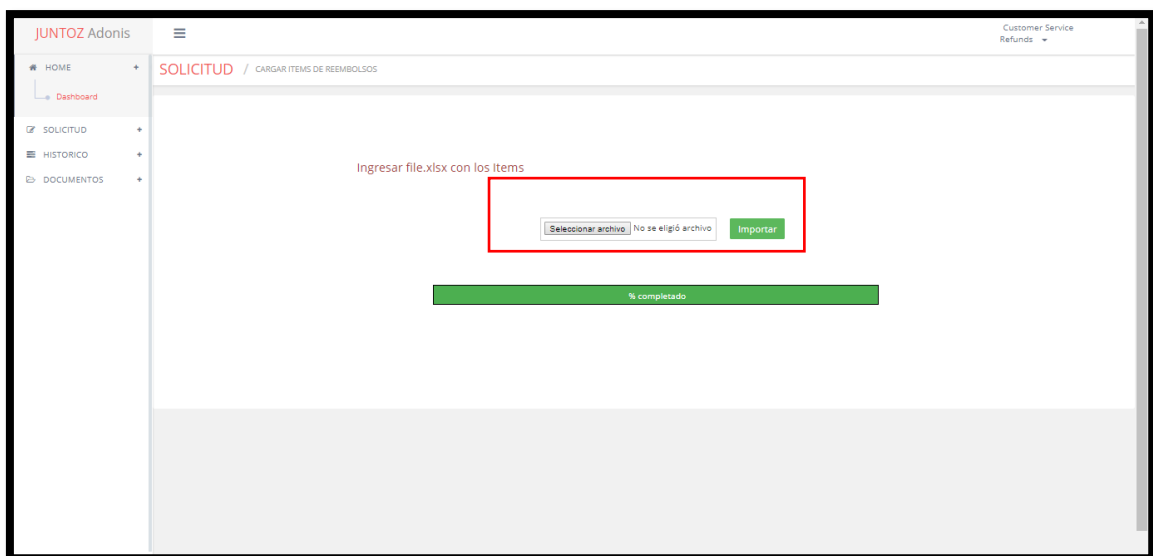 JUNTOZ Adonis
Customer Service
Refunds
HOME +
Dashboard
SOLICITUD +
HISTORICO +
DOCUMENTOS +
SOLICITUD / CARGAR ITEMS DE REEMBOLSOS
Ingresar file.xlsx con los Items
Seleccionar archivo No se eligió archivo Importar
% completado